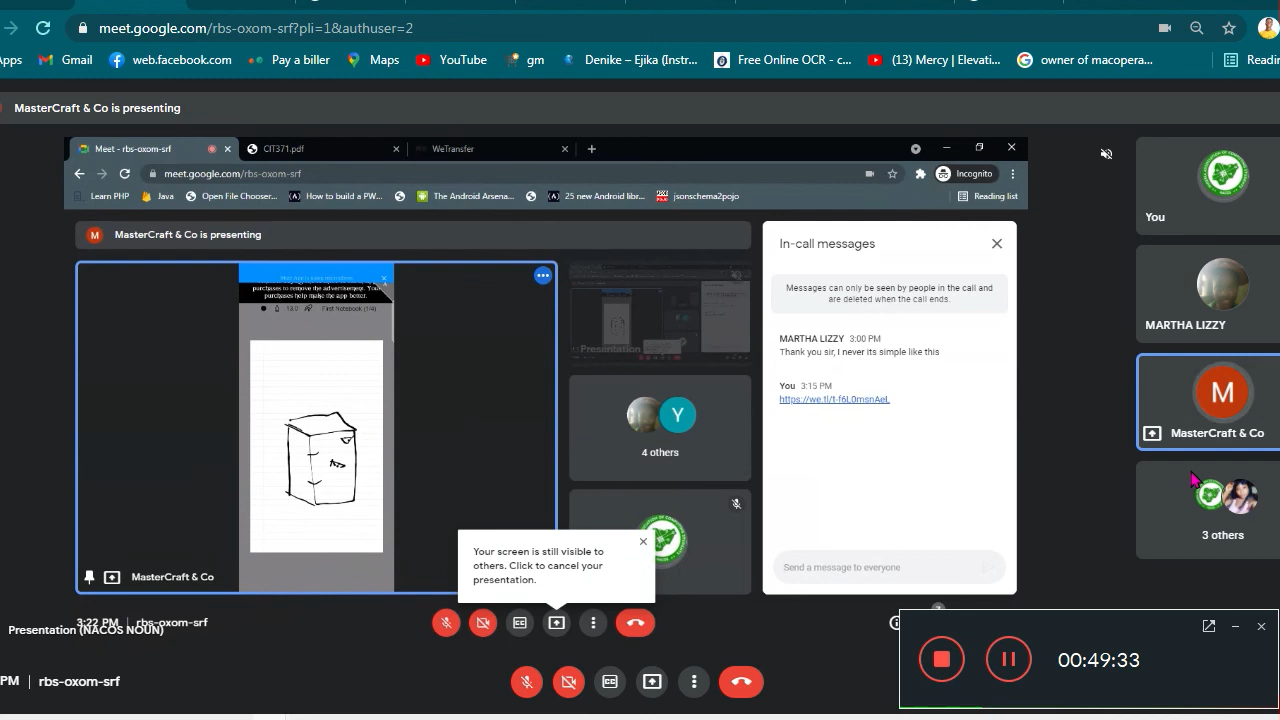 meet.google.com/rbs-oxom-srf?pli=1&authuser=2
Apps Gmail web.facebook.com Pay a biller Maps YouTube gm Denike – Ejika (Instr... Free Online OCR - c... (13) Mercy | Elevati... owner of macopera...
MasterCraft & Co is presenting
Meet - rbs-oxom-srf CIT371.pdf WeTransfer
meet.google.com/rbs-oxom-srf Incognito
Learn PHP Java Open File Chooser... How to build a PW... The Android Arsena... 25 new Android libr... jsonschema2pojo Reading list
M MasterCraft & Co is presenting
purchases to remove the advertisement. Your
purchases help make the app better.
13.0 First Notebook (1/4)
MasterCraft & Co
Presentation
Y
4 others
Your screen is still visible to
others. Click to cancel your
presentation.
In-call messages
Messages can only be seen by people in the call and
are deleted when the call ends.
MARTHA LIZZY 3:00 PM
Thank you sir, I never its simple like this
You 3:15 PM
https://we.tl/t-f6L0msnAeL
Send a message to everyone
You
MARTHA LIZZY
M
MasterCraft & Co
3 others
3:22 PM rbs-oxom-srf
Presentation (NACOS NOUN)
PM rbs-oxom-srf
00:49:33